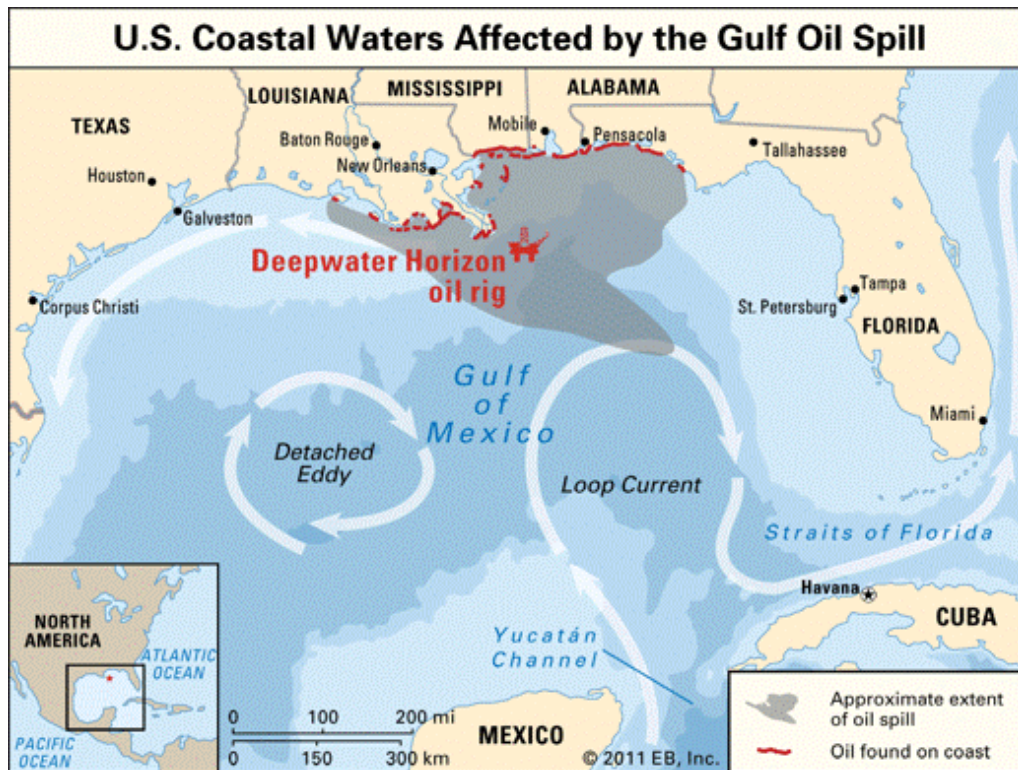 U.S. Coastal Waters Affected by the Gulf Oil Spill
TEXAS
LOUISIANA
MISSISSIPPI
ALABAMA
Baton Rouge
New Orleans
Mobile
Pensacola
Tallahassee
Houston
Galveston
Deepwater Horizon
oil rig
Corpus Christi
St. Petersburg
Tampa
FLORIDA
Miami
Gulf
of
Mexico
Detached
Eddy
Loop Current
Straits of Florida
Havana
CUBA
Yucatán
Channel
MEXICO
NORTH
AMERICA
ATLANTIC
OCEAN
PACIFIC
OCEAN
0 100 200 mi
0 150 300 km
© 2011 EB, Inc.
Approximate extent
of oil spill
Oil found on coast